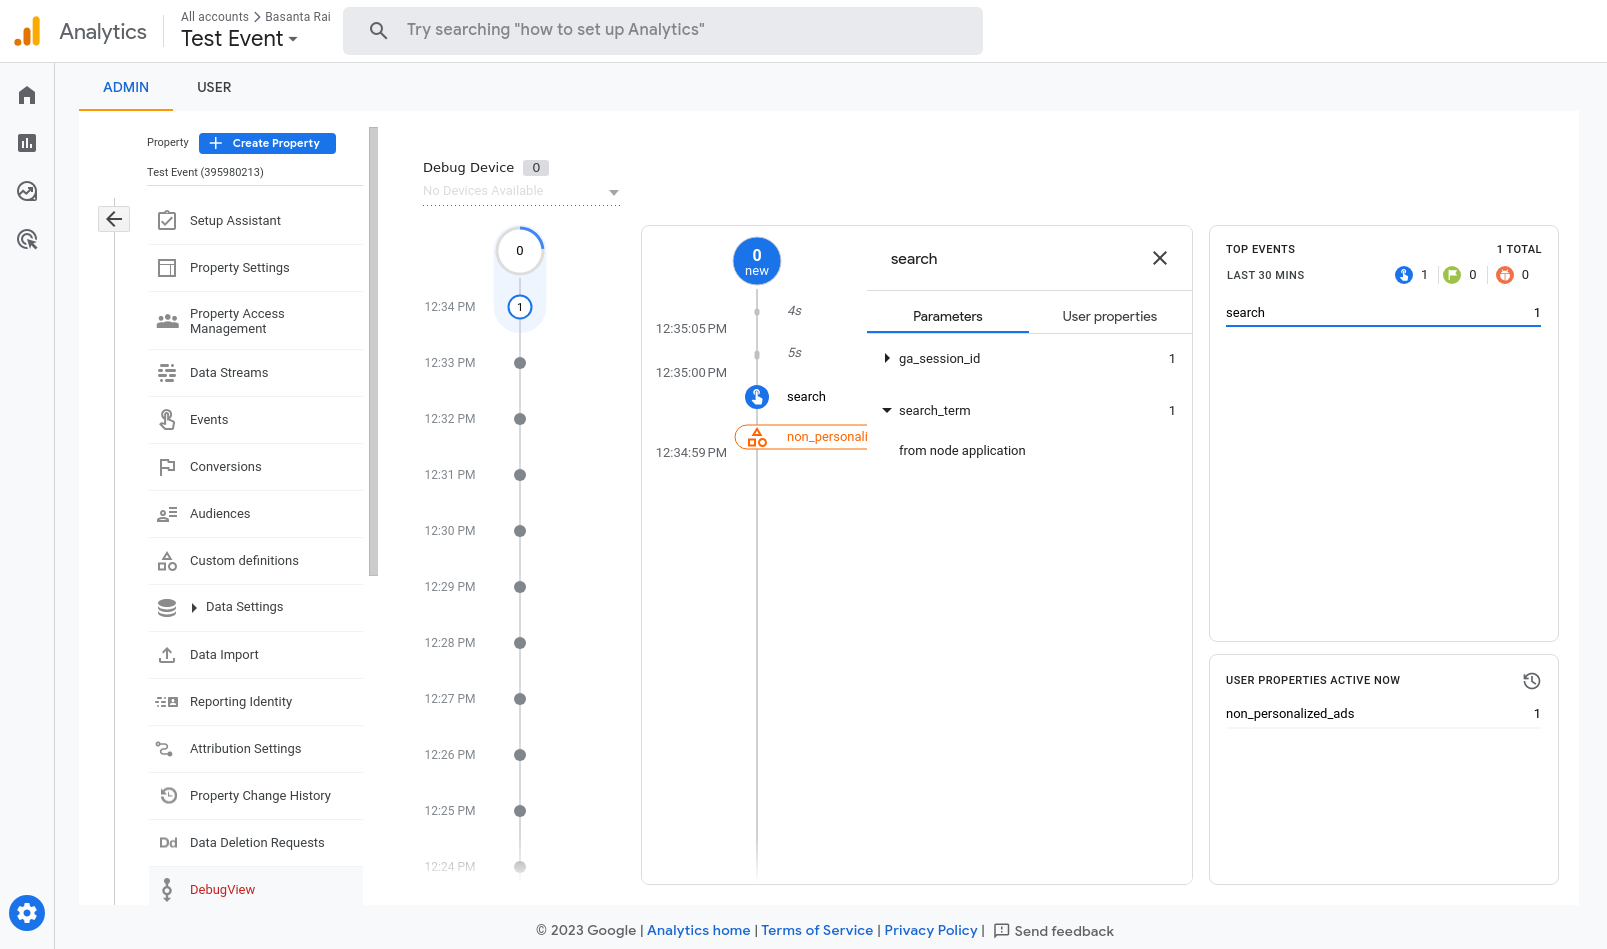 Analytics
All accounts > Basanta Rai
Test Event
Try searching "how to set up Analytics"
ADMIN
USER
Property
Create Property
Test Event (395980213)
Setup Assistant
Property Settings
Property Access
Management
Data Streams
Events
Conversions
Audiences
Custom definitions
Data Settings
Data Import
Reporting Identity
Attribution Settings
Property Change History
Dd Data Deletion Requests
DebugView
Debug Device 0
No Devices Available
0
12:34 PM 1
12:33 PM
12:32 PM
12:31 PM
12:30 PM
12:29 PM
12:28 PM
12:27 PM
12:26 PM
12:25 PM
12:24 PM
0
new
4s
12:35:05 PM
5s
12:35:00 PM
search
non_personali
12:34:59 PM
search
Parameters
User properties
ga_session_id 1
search_term 1
from node application
TOP EVENTS 1 TOTAL
LAST 30 MINS 1 0 0
search 1
USER PROPERTIES ACTIVE NOW
non_personalized_ads 1
© 2023 Google | Analytics home | Terms of Service | Privacy Policy | Send feedback